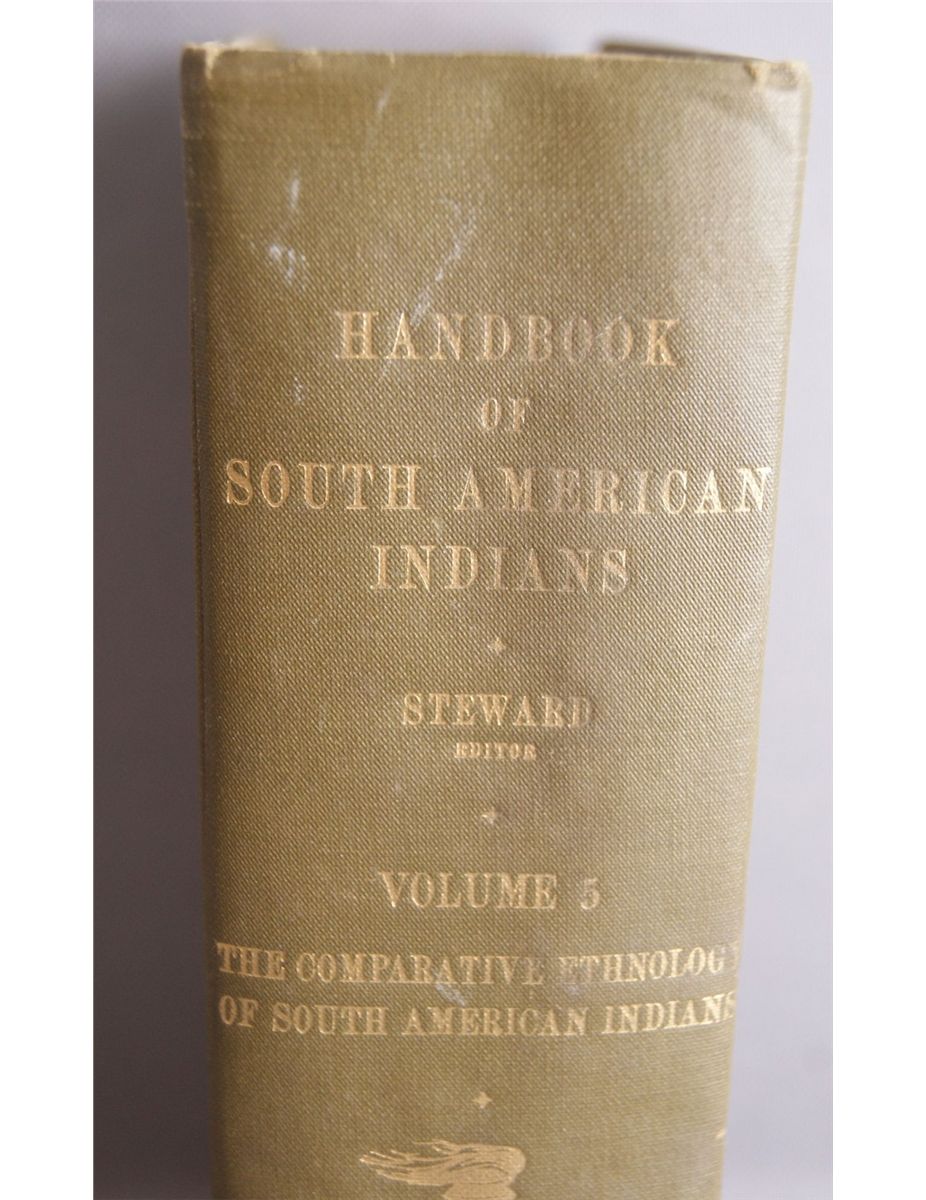 HANDBOOK
OF
SOUTH AMERICAN
INDIANS
STEWARD
EDITOR
VOLUME 5
THE COMPARATIVE ETHNOLOGY
OF SOUTH AMERICAN INDIANS